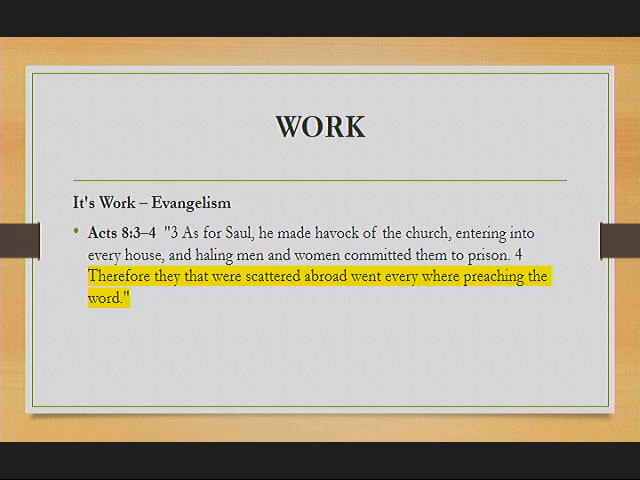 WORK
It's Work – Evangelism
• Acts 8:3–4 "3 As for Saul, he made havock of the church, entering into
every house, and haling men and women committed them to prison. 4
Therefore they that were scattered abroad went every where preaching the
word."